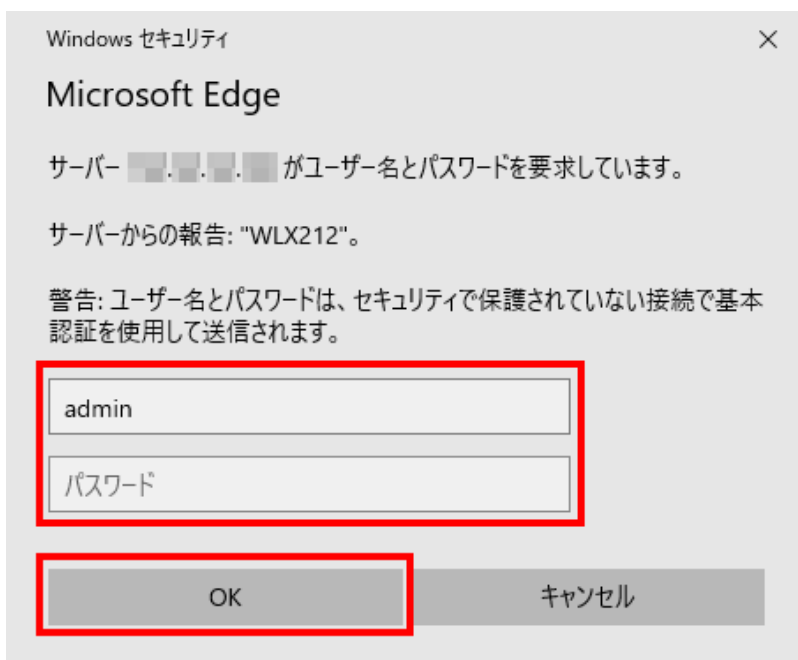 Windows セキュリティ
Microsoft Edge
サーバー . . . がユーザー名とパスワードを要求しています。
サーバーからの報告: "WLX212"。
警告: ユーザー名とパスワードは、セキュリティで保護されていない接続で基本
認証を使用して送信されます。
admin
パスワード
OK
キャンセル